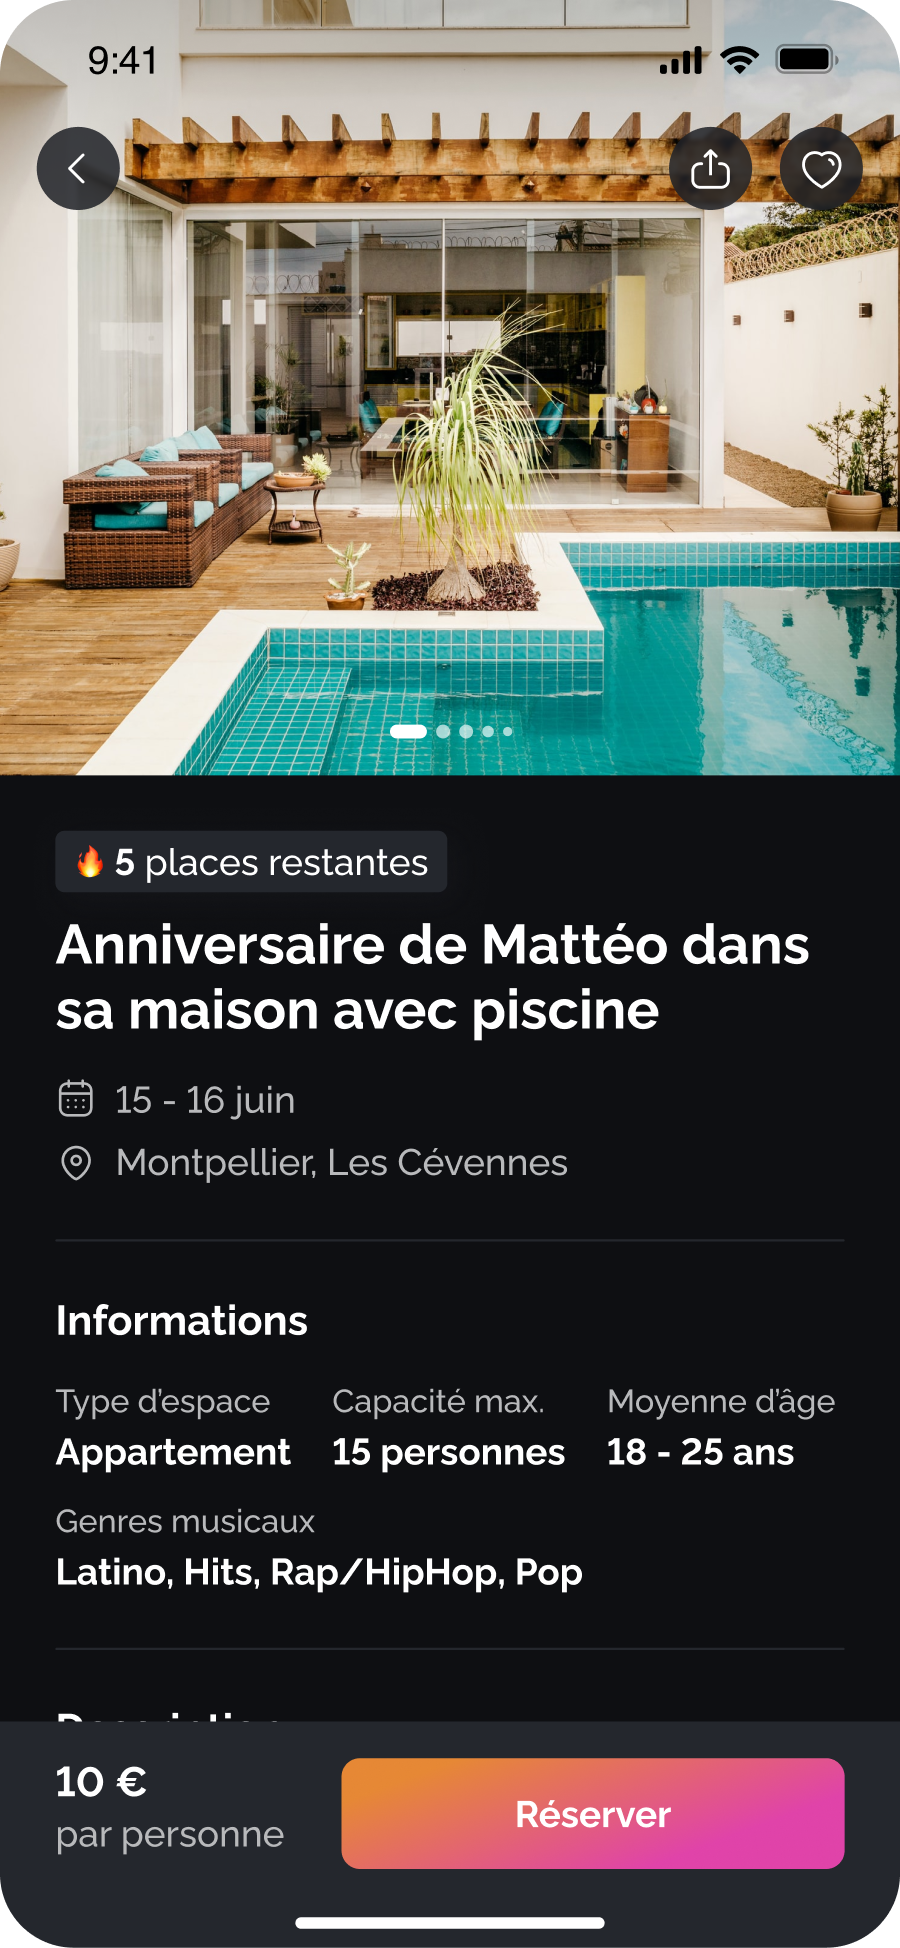 9:41
🔥 5 places restantes
Anniversaire de Mattéo dans
sa maison avec piscine
15 - 16 juin
Montpellier, Les Cévennes
Informations
Type d’espace
Appartement
Capacité max.
15 personnes
Moyenne d’âge
18 - 25 ans
Genres musicaux
Latino, Hits, Rap/HipHop, Pop
Description
10 €
par personne
Réserver